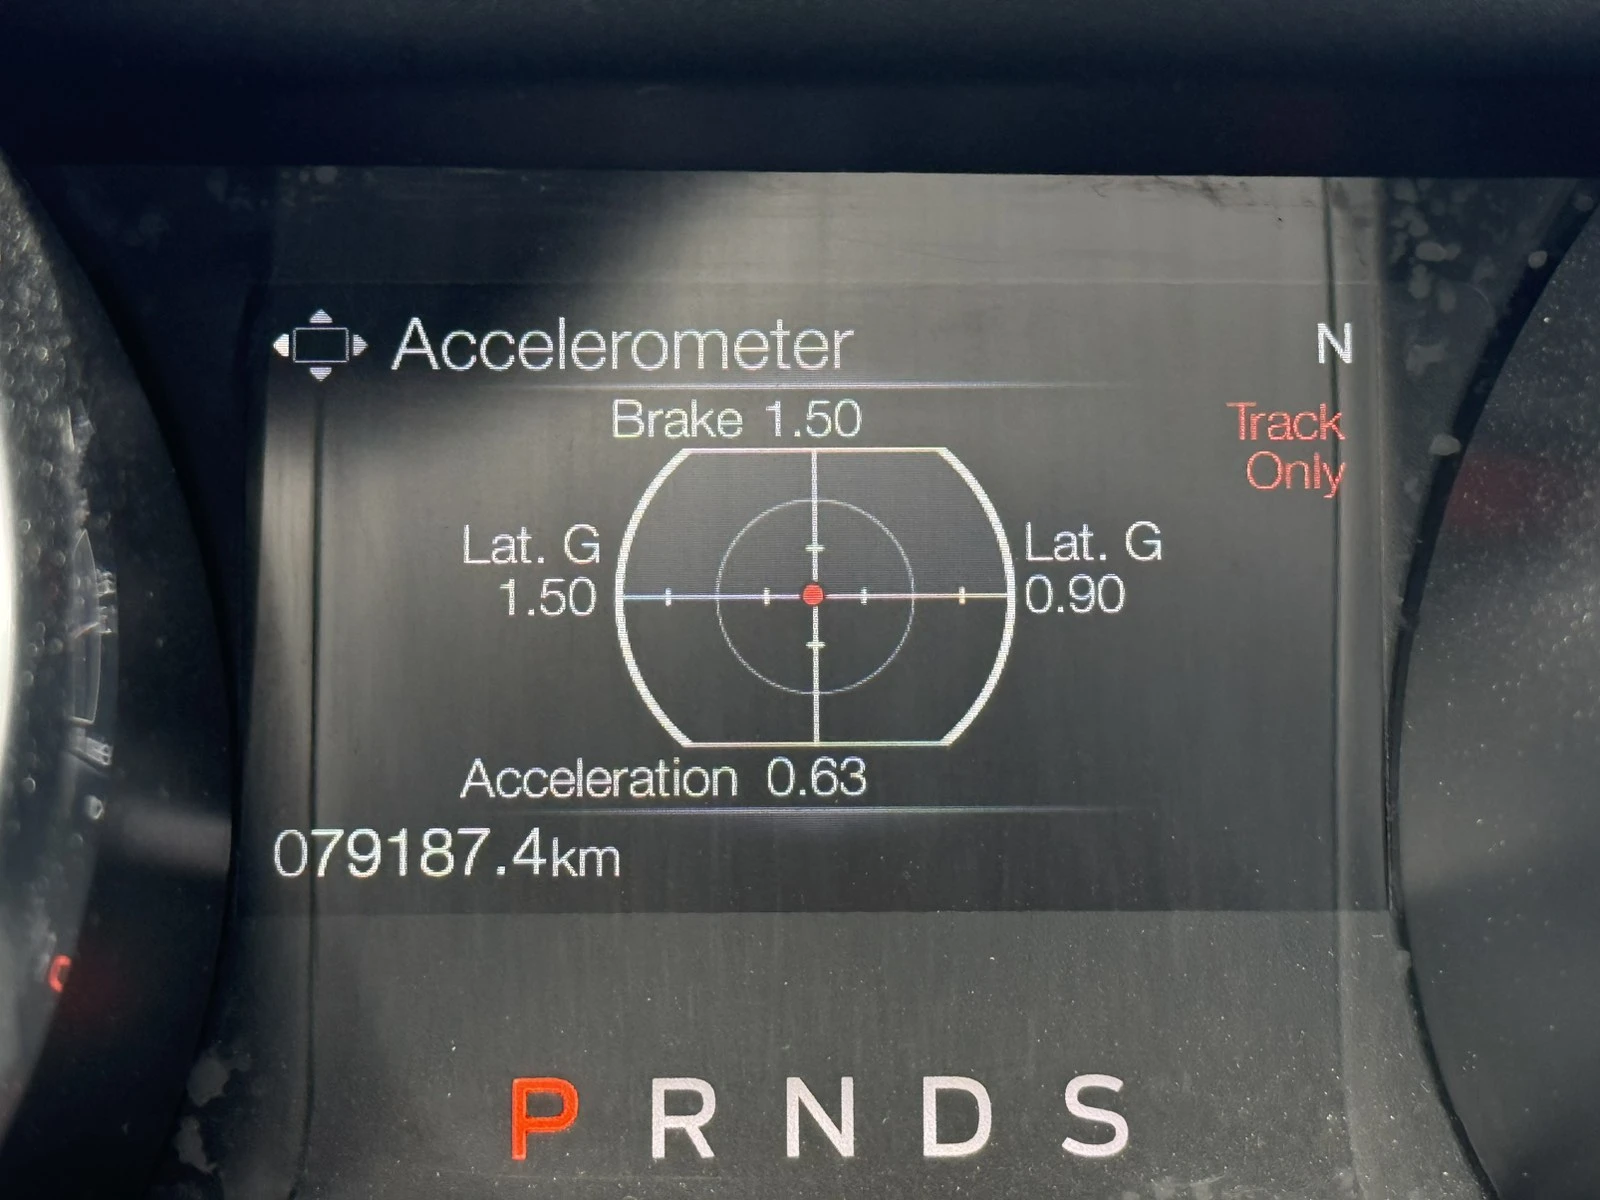 Accelerometer N
Brake 1.50
Track
Only
Lat. G
1.50
Lat. G
0.90
Acceleration 0.63
079187.4km
P R N D S